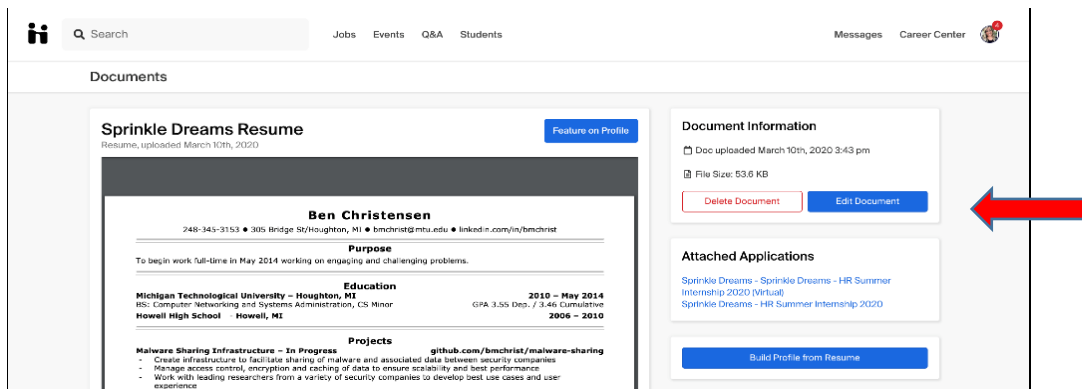 Search
Jobs Events Q&A Students
Messages Career Center
4
Documents
Sprinkle Dreams Resume
Feature on Profile
Resume, uploaded March 10th, 2020
Ben Christensen
248-345-3153 ● 305 Bridge St/Houghton, MI ● bmchrist@mtu.edu ● linkedin.com/in/bmchrist
Purpose
To begin work full-time in May 2014 working on engaging and challenging problems.
Education
Michigan Technological University – Houghton, MI 2010 – May 2014
BS: Computer Networking and Systems Administration, CS Minor GPA 3.55 Dep. / 3.46 Cumulative
Howell High School - Howell, MI 2006 – 2010
Projects
Malware Sharing Infrastructure – In Progress github.com/bmchrist/malware-sharing
- Create infrastructure to facilitate sharing of malware and associated data between security companies
- Manage access control, encryption and caching of data to ensure scalability and best performance
- Work with leading researchers from a variety of security companies to develop best use cases and user
experience
Document Information
Doc uploaded March 10th, 2020 3:43 pm
File Size: 53.6 KB
Delete Document Edit Document
Attached Applications
Sprinkle Dreams - Sprinkle Dreams - HR Summer
Internship 2020 (Virtual)
Sprinkle Dreams - HR Summer Internship 2020
Build Profile from Resume